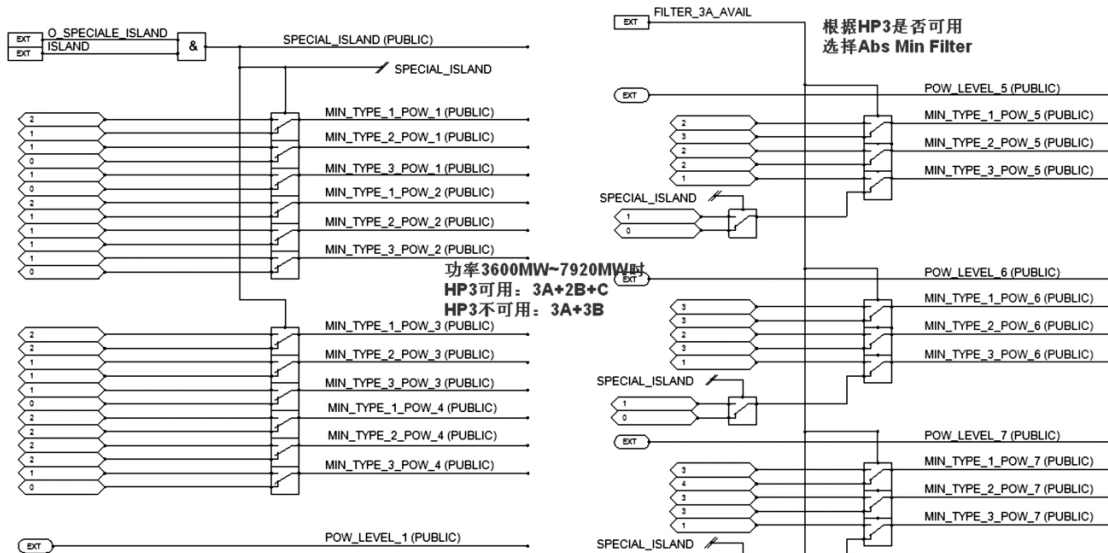 EXT O_SPECIALE_ISLAND
EXT ISLAND
&
SPECIAL_ISLAND (PUBLIC)
SPECIAL_ISLAND
2 MIN_TYPE_1_POW_1 (PUBLIC)
1
1 MIN_TYPE_2_POW_1 (PUBLIC)
0
1 MIN_TYPE_3_POW_1 (PUBLIC)
0
2 MIN_TYPE_1_POW_2 (PUBLIC)
1
1 MIN_TYPE_2_POW_2 (PUBLIC)
1
1 MIN_TYPE_3_POW_2 (PUBLIC)
0
功率3600MW~7920MW时
HP3可用：3A+2B+C
HP3不可用：3A+3B
2 MIN_TYPE_1_POW_3 (PUBLIC)
2
1 MIN_TYPE_2_POW_3 (PUBLIC)
1
1 MIN_TYPE_3_POW_3 (PUBLIC)
0
2 MIN_TYPE_1_POW_4 (PUBLIC)
2
2 MIN_TYPE_2_POW_4 (PUBLIC)
2
1 MIN_TYPE_3_POW_4 (PUBLIC)
0
EXT POW_LEVEL_1 (PUBLIC)
EXT FILTER_3A_AVAIL
根据HP3是否可用
选择Abs Min Filter
EXT POW_LEVEL_5 (PUBLIC)
2 MIN_TYPE_1_POW_5 (PUBLIC)
3
2 MIN_TYPE_2_POW_5 (PUBLIC)
2
1 MIN_TYPE_3_POW_5 (PUBLIC)
SPECIAL_ISLAND
1
0
EXT POW_LEVEL_6 (PUBLIC)
3 MIN_TYPE_1_POW_6 (PUBLIC)
3
2 MIN_TYPE_2_POW_6 (PUBLIC)
3
1 MIN_TYPE_3_POW_6 (PUBLIC)
SPECIAL_ISLAND
1
0
EXT POW_LEVEL_7 (PUBLIC)
3 MIN_TYPE_1_POW_7 (PUBLIC)
4
3 MIN_TYPE_2_POW_7 (PUBLIC)
3
1 MIN_TYPE_3_POW_7 (PUBLIC)
SPECIAL_ISLAND